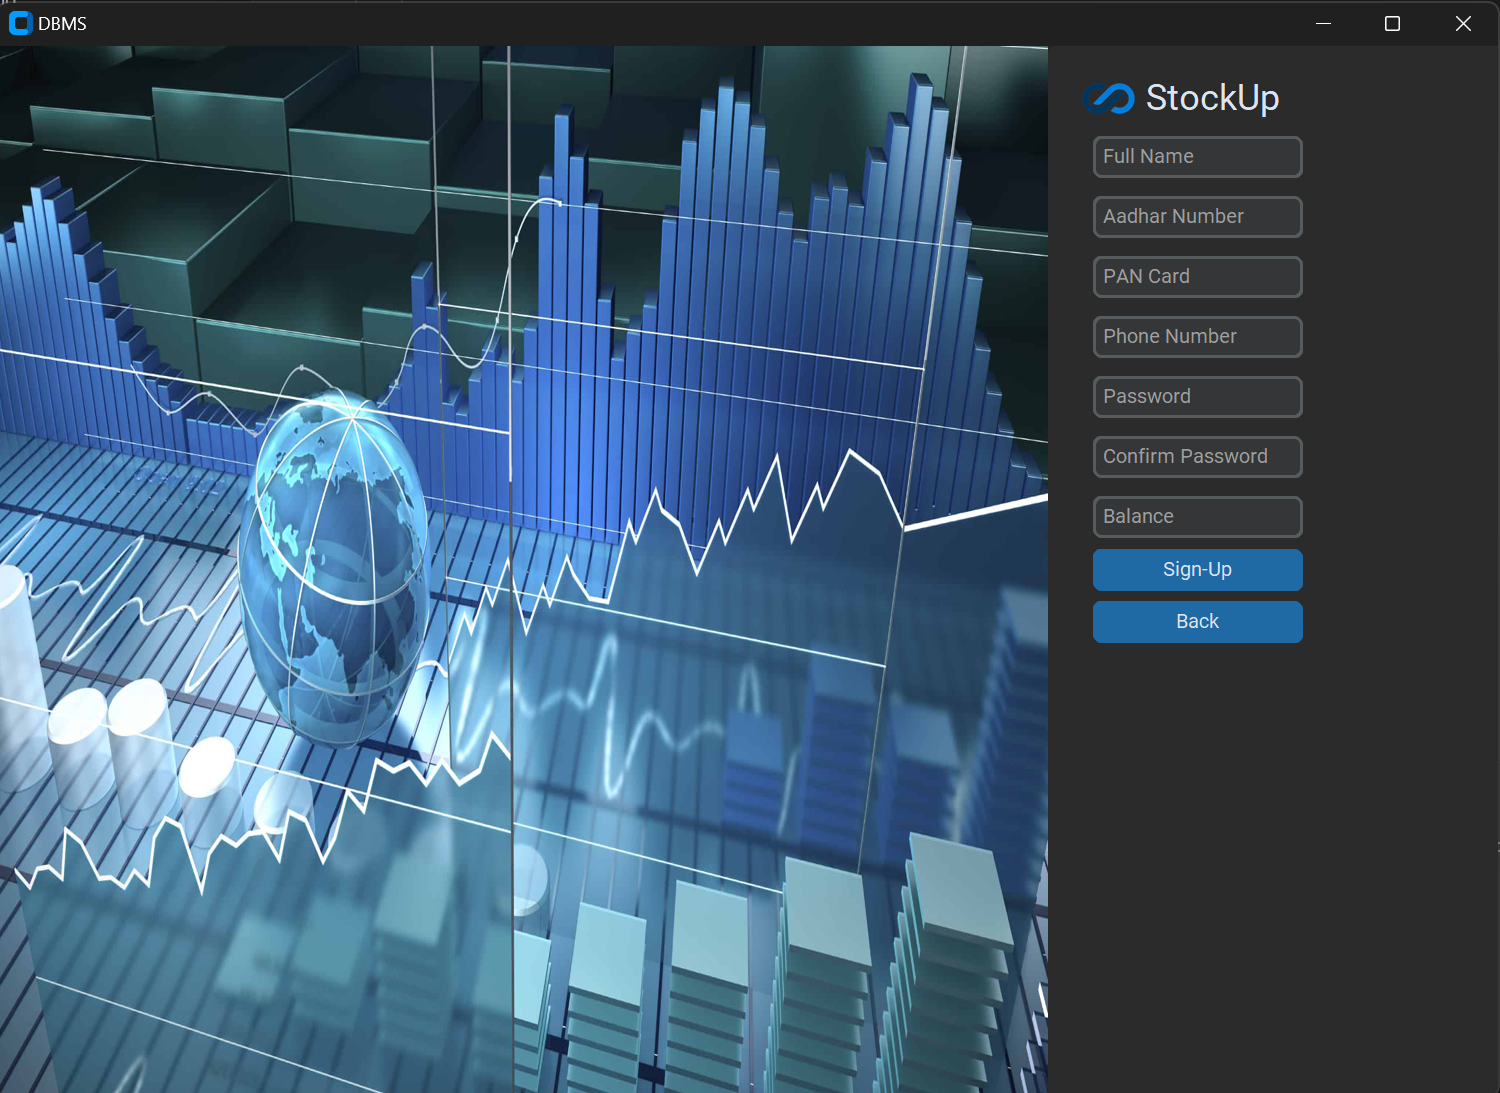 DBMS
StockUp
Full Name
Aadhar Number
PAN Card
Phone Number
Password
Confirm Password
Balance
Sign-Up
Back